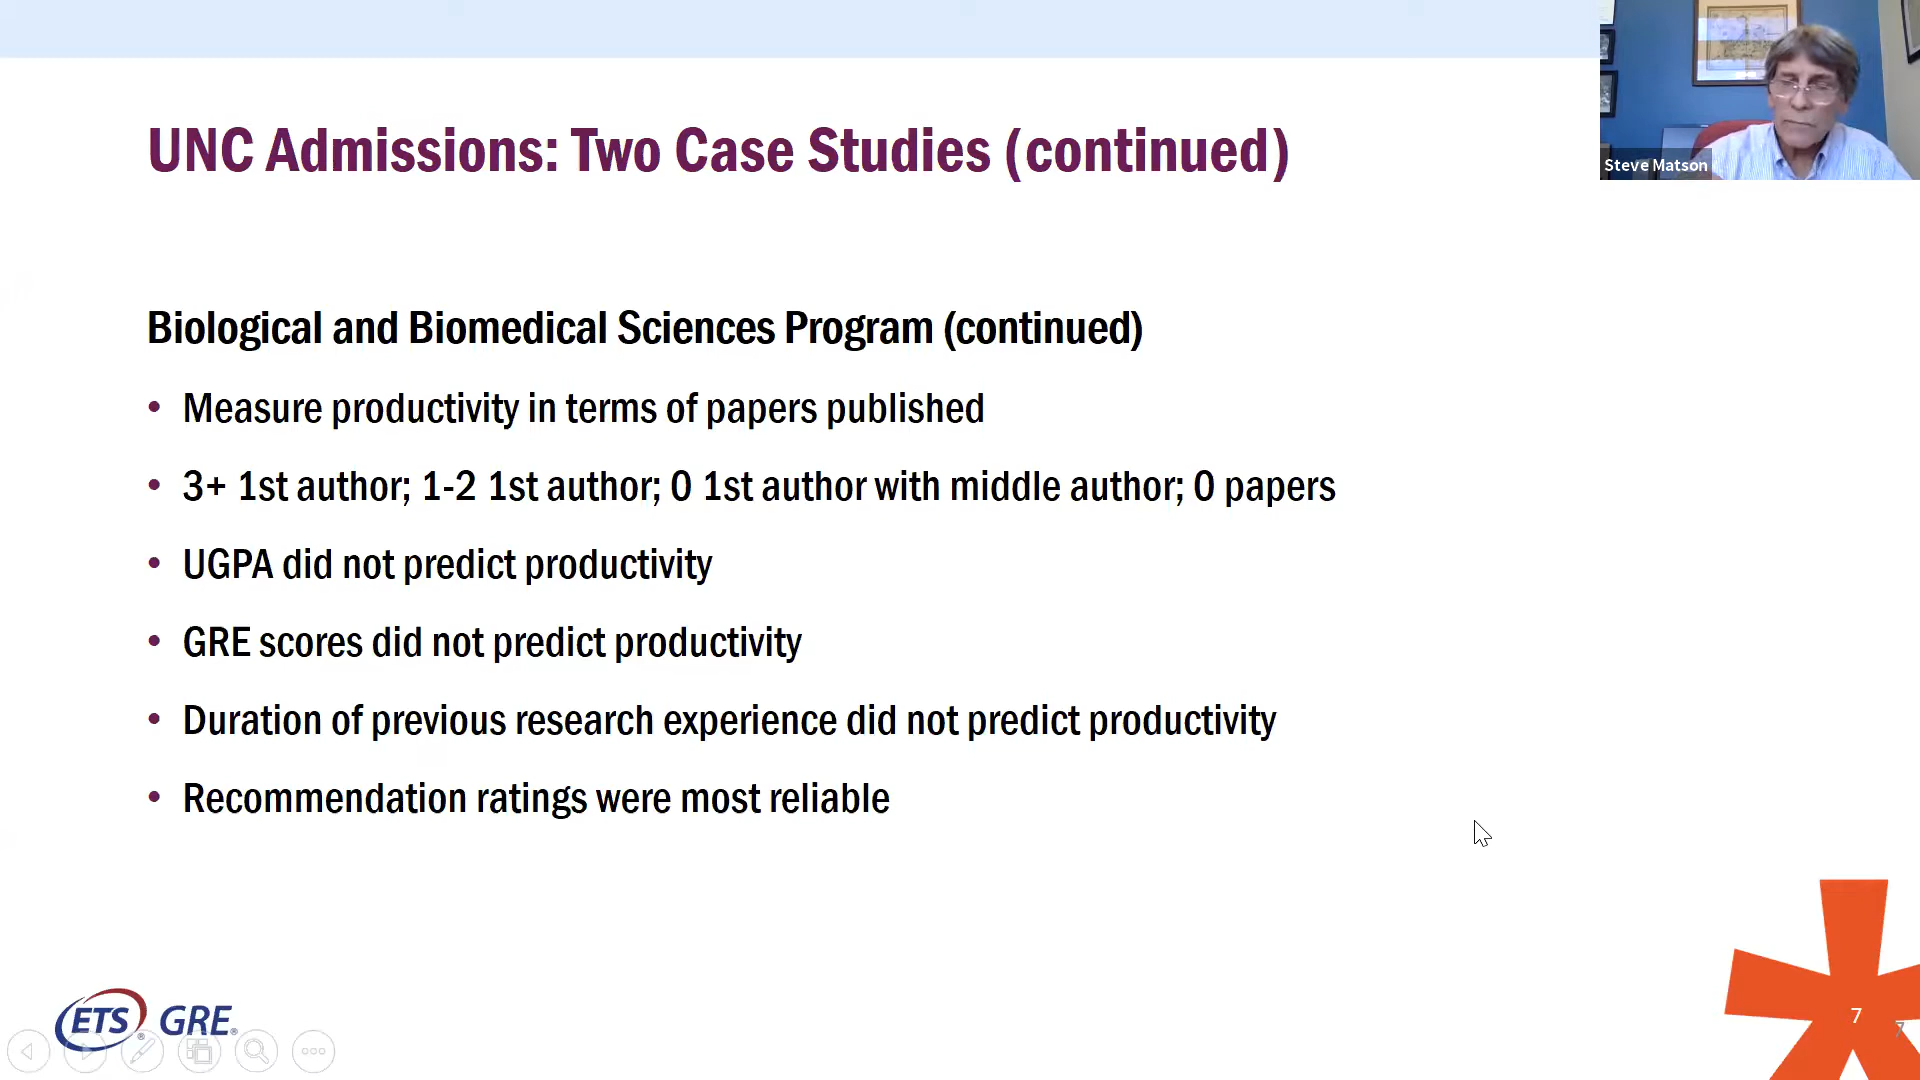 UNC Admissions: Two Case Studies (continued)
Steve Matson
Biological and Biomedical Sciences Program (continued)
• Measure productivity in terms of papers published
• 3+ 1st author; 1-2 1st author; 0 1st author with middle author; 0 papers
• UGPA did not predict productivity
• GRE scores did not predict productivity
• Duration of previous research experience did not predict productivity
• Recommendation ratings were most reliable
ETS® GRE®
7
7